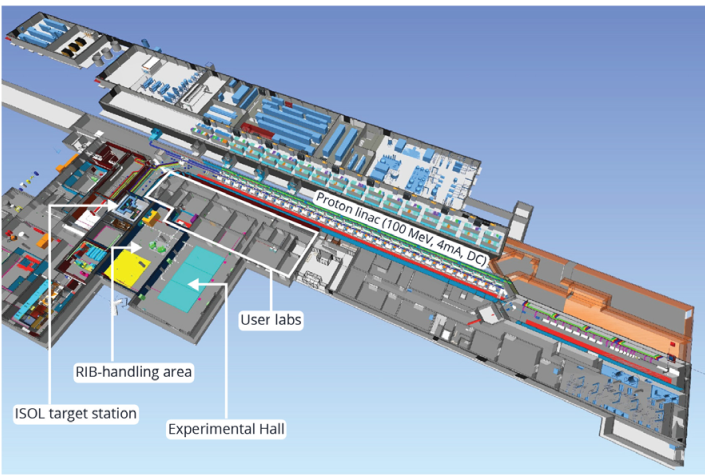 Proton linac (100 MeV, 4mA, DC)
User labs
RIB-handling area
ISOL target station
Experimental Hall